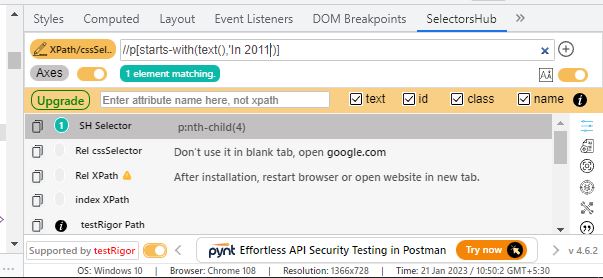 Styles Computed Layout Event Listeners DOM Breakpoints SelectorsHub
XPath/cssSel.. //p[starts-with(text(),'In 2011')]
Axes 1 element matching.
Upgrade Enter attribute name here, not xpath text id class name
1 SH Selector p:nth-child(4)
Rel cssSelector Don't use it in blank tab, open google.com
Rel XPath After installation, restart browser or open website in new tab.
index XPath
testRigor Path
Supported by testRigor pynt Effortless API Security Testing in Postman Try now v 4.6.2
OS: Windows 10 | Browser: Chrome 108 | Resolution: 1366x728 | Time: 21 Jan 2023 / 10:50:2 GMT+5:30